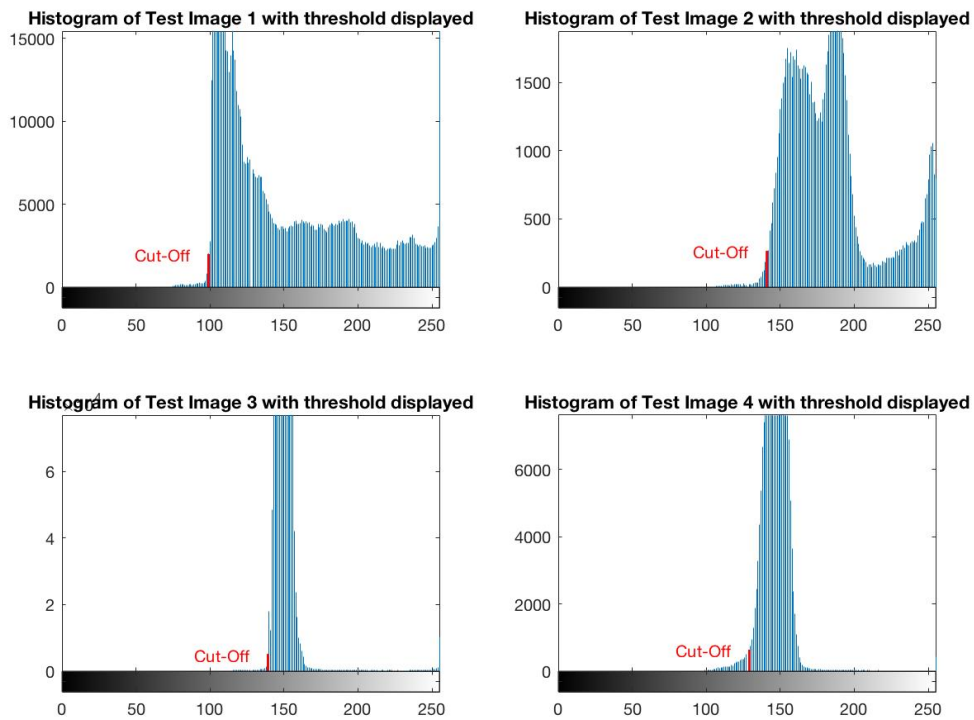 Histogram of Test Image 1 with threshold displayed
15000
10000
5000
0
Cut-Off
0 50 100 150 200 250
Histogram of Test Image 2 with threshold displayed
1500
1000
500
0
Cut-Off
0 50 100 150 200 250
Histogram of Test Image 3 with threshold displayed
6
4
2
0
Cut-Off
0 50 100 150 200 250
Histogram of Test Image 4 with threshold displayed
6000
4000
2000
0
Cut-Off
0 50 100 150 200 250